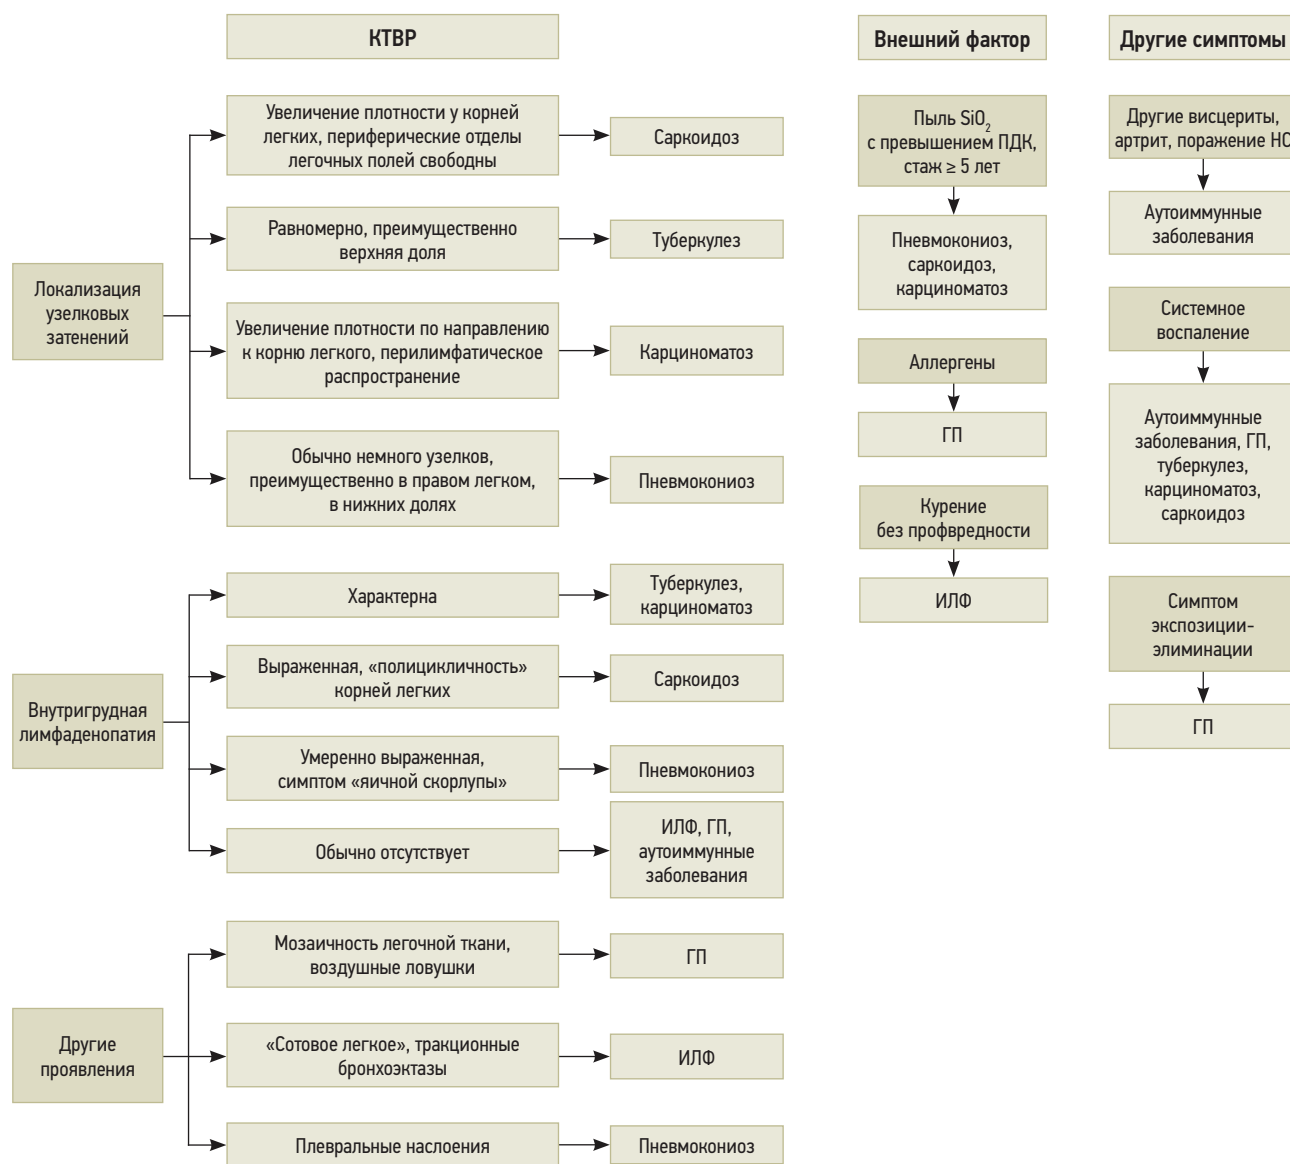 КТВР
Внешний фактор
Другие симптомы
Локализация
узелковых
затенений
Увеличение плотности у корней
легких, периферические отделы
легочных полей свободны
Саркоидоз
Равномерно, преимущественно
верхняя доля
Туберкулез
Увеличение плотности по направлению
к корню легкого, перилимфатическое
распространение
Карциноматоз
Обычно немного узелков,
преимущественно в правом легком,
в нижних долях
Пневмокониоз
Внутригрудная
лимфаденопатия
Характерна
Туберкулез,
карциноматоз
Выраженная, «полицикличность»
корней легких
Саркоидоз
Умеренно выраженная,
симптом «яичной скорлупы»
Пневмокониоз
Обычно отсутствует
ИЛФ, ГП,
аутоиммунные
заболевания
Другие
проявления
Мозаичность легочной ткани,
воздушные ловушки
ГП
«Сотовое легкое», тракционные
бронхоэктазы
ИЛФ
Плевральные наслоения
Пневмокониоз
Пыль SiO₂
с превышением ПДК,
стаж ≥ 5 лет
Пневмокониоз,
саркоидоз,
карциноматоз
Аллергены
ГП
Курение
без профвредности
ИЛФ
Другие висцериты,
артрит, поражение НС
Аутоиммунные
заболевания
Системное
воспаление
Аутоиммунные
заболевания, ГП,
туберкулез,
карциноматоз,
саркоидоз
Симптом
экспозиции-
элиминации
ГП